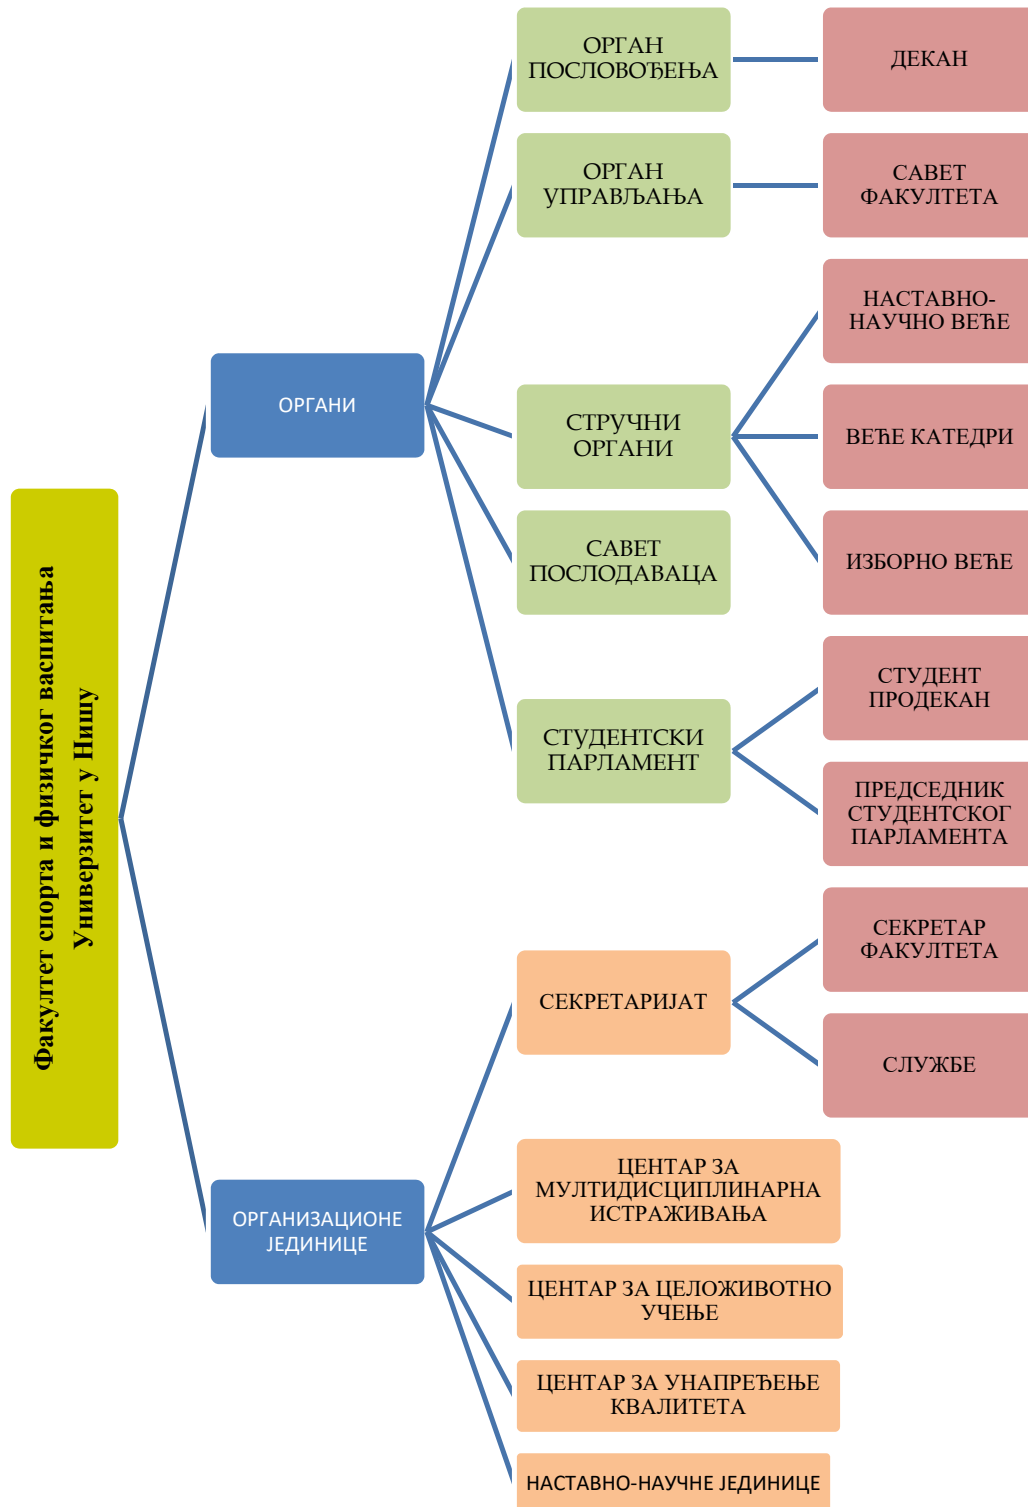 Факултет спорта и физичког васпитања
Универзитет у Нишу
ОРГАНИ
ОРГАН
ПОСЛОВОЂЕЊА
ДЕКАН
ОРГАН
УПРАВЉАЊА
САВЕТ
ФАКУЛТЕТА
СТРУЧНИ
ОРГАНИ
НАСТАВНО-
НАУЧНО ВЕЋЕ
ВЕЋЕ КАТЕДРИ
ИЗБОРНО ВЕЋЕ
САВЕТ
ПОСЛОДАВАЦА
СТУДЕНТСКИ
ПАРЛАМЕНТ
СТУДЕНТ
ПРОДЕКАН
ПРЕДСЕДНИК
СТУДЕНТСКОГ
ПАРЛАМЕНТА
ОРГАНИЗАЦИОНЕ
ЈЕДИНИЦЕ
СЕКРЕТАРИЈАТ
СЕКРЕТАР
ФАКУЛТЕТА
СЛУЖБЕ
ЦЕНТАР ЗА
МУЛТИДИСЦИПЛИНАРНА
ИСТРАЖИВАЊА
ЦЕНТАР ЗА ЦЕЛОЖИВОТНО
УЧЕЊЕ
ЦЕНТАР ЗА УНАПРЕЂЕЊЕ
КВАЛИТЕТА
НАСТАВНО-НАУЧНЕ ЈЕДИНИЦЕ